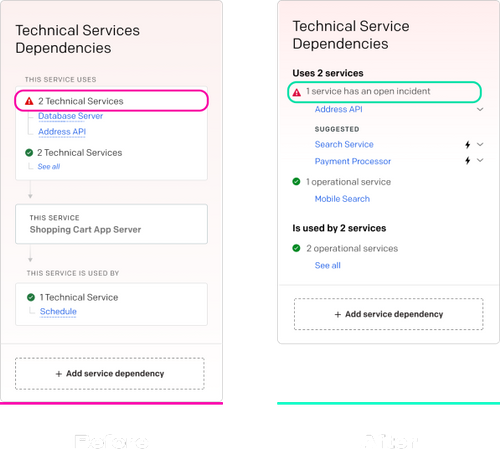 Technical Services
Dependencies
THIS SERVICE USES
2 Technical Services
Database Server
Address API
2 Technical Services
See all
THIS SERVICE
Shopping Cart App Server
THIS SERVICE IS USED BY
1 Technical Service
Schedule
+ Add service dependency
Before
Technical Service
Dependencies
Uses 2 services
1 service has an open incident
Address API
SUGGESTED
Search Service
Payment Processor
1 operational service
Mobile Search
Is used by 2 services
2 operational services
See all
+ Add service dependency
After